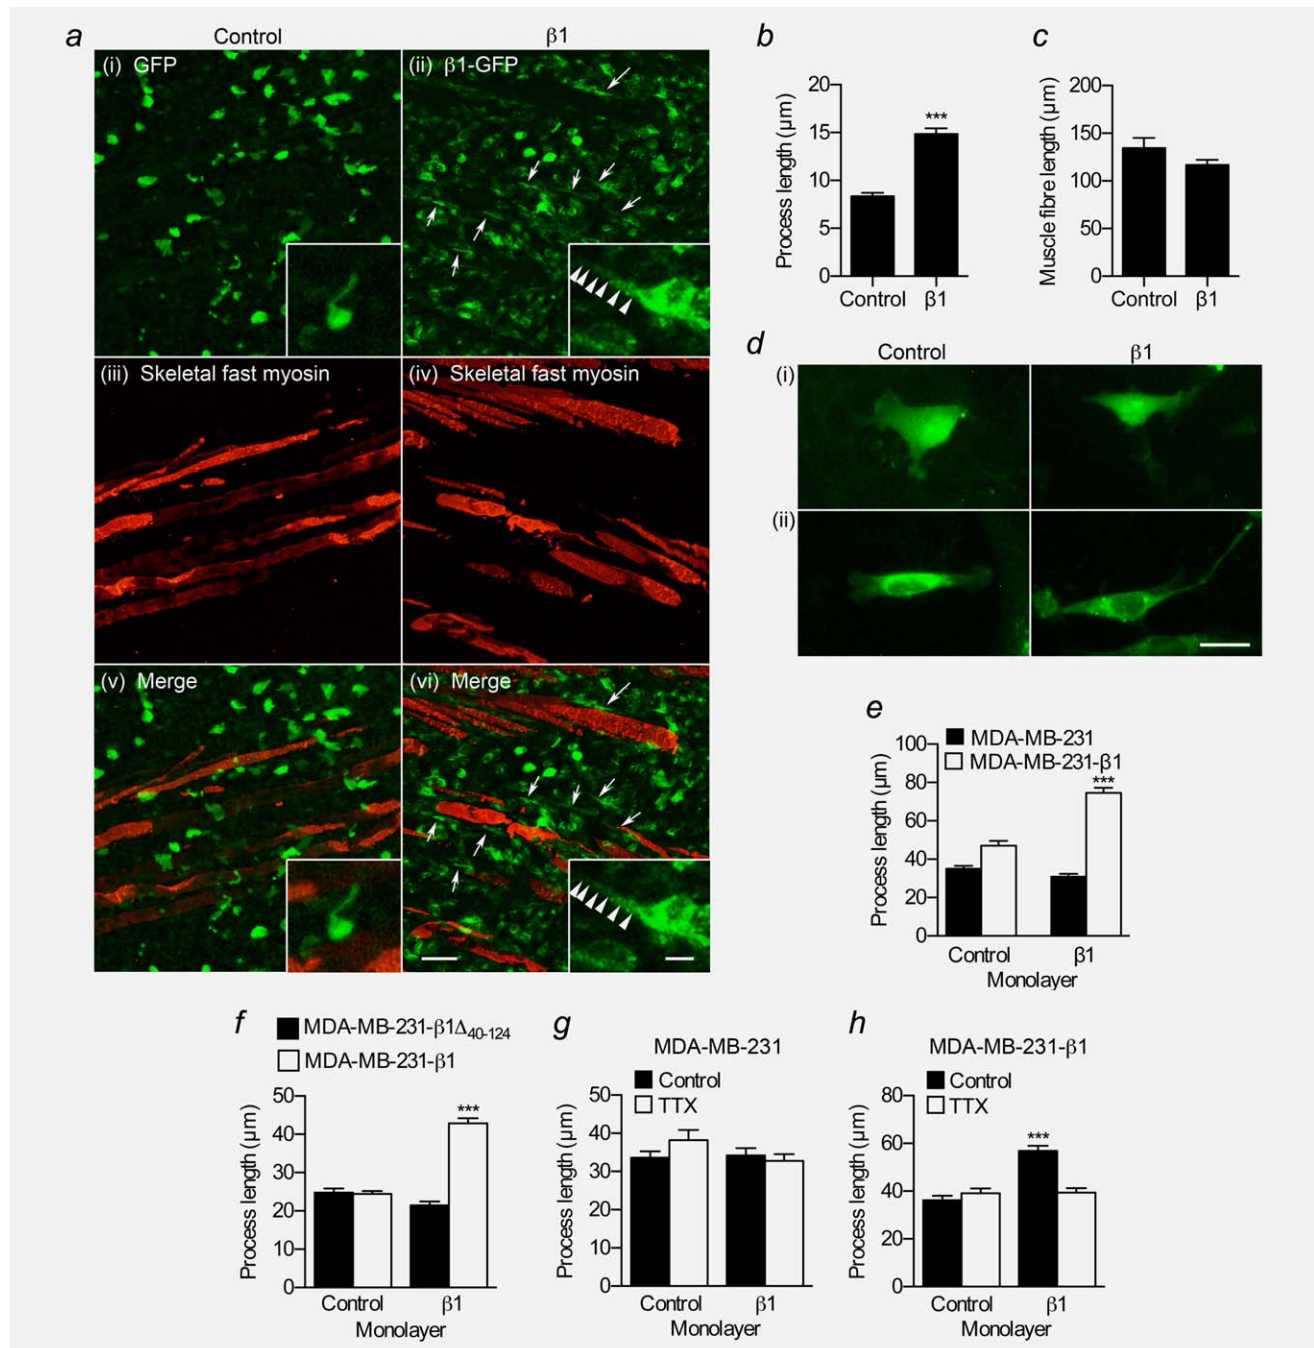 a
Control
β1
(i) GFP
(ii) β1-GFP
(iii) Skeletal fast myosin
(iv) Skeletal fast myosin
(v) Merge
(vi) Merge
b
Process length (μm)
20
15
10
5
0
***
Control
β1
c
Muscle fibre length (μm)
200
150
100
50
0
Control
β1
d
Control
β1
(i)
(ii)
e
MDA-MB-231
MDA-MB-231-β1
Process length (μm)
100
80
60
40
20
0
***
Control
β1
Monolayer
f
MDA-MB-231-β1Δ40-124
MDA-MB-231-β1
Process length (μm)
50
40
30
20
10
0
***
Control
β1
Monolayer
g
MDA-MB-231
Control
TTX
Process length (μm)
50
40
30
20
10
0
Control
β1
Monolayer
h
MDA-MB-231-β1
Control
TTX
Process length (μm)
80
60
40
20
0
***
Control
β1
Monolayer